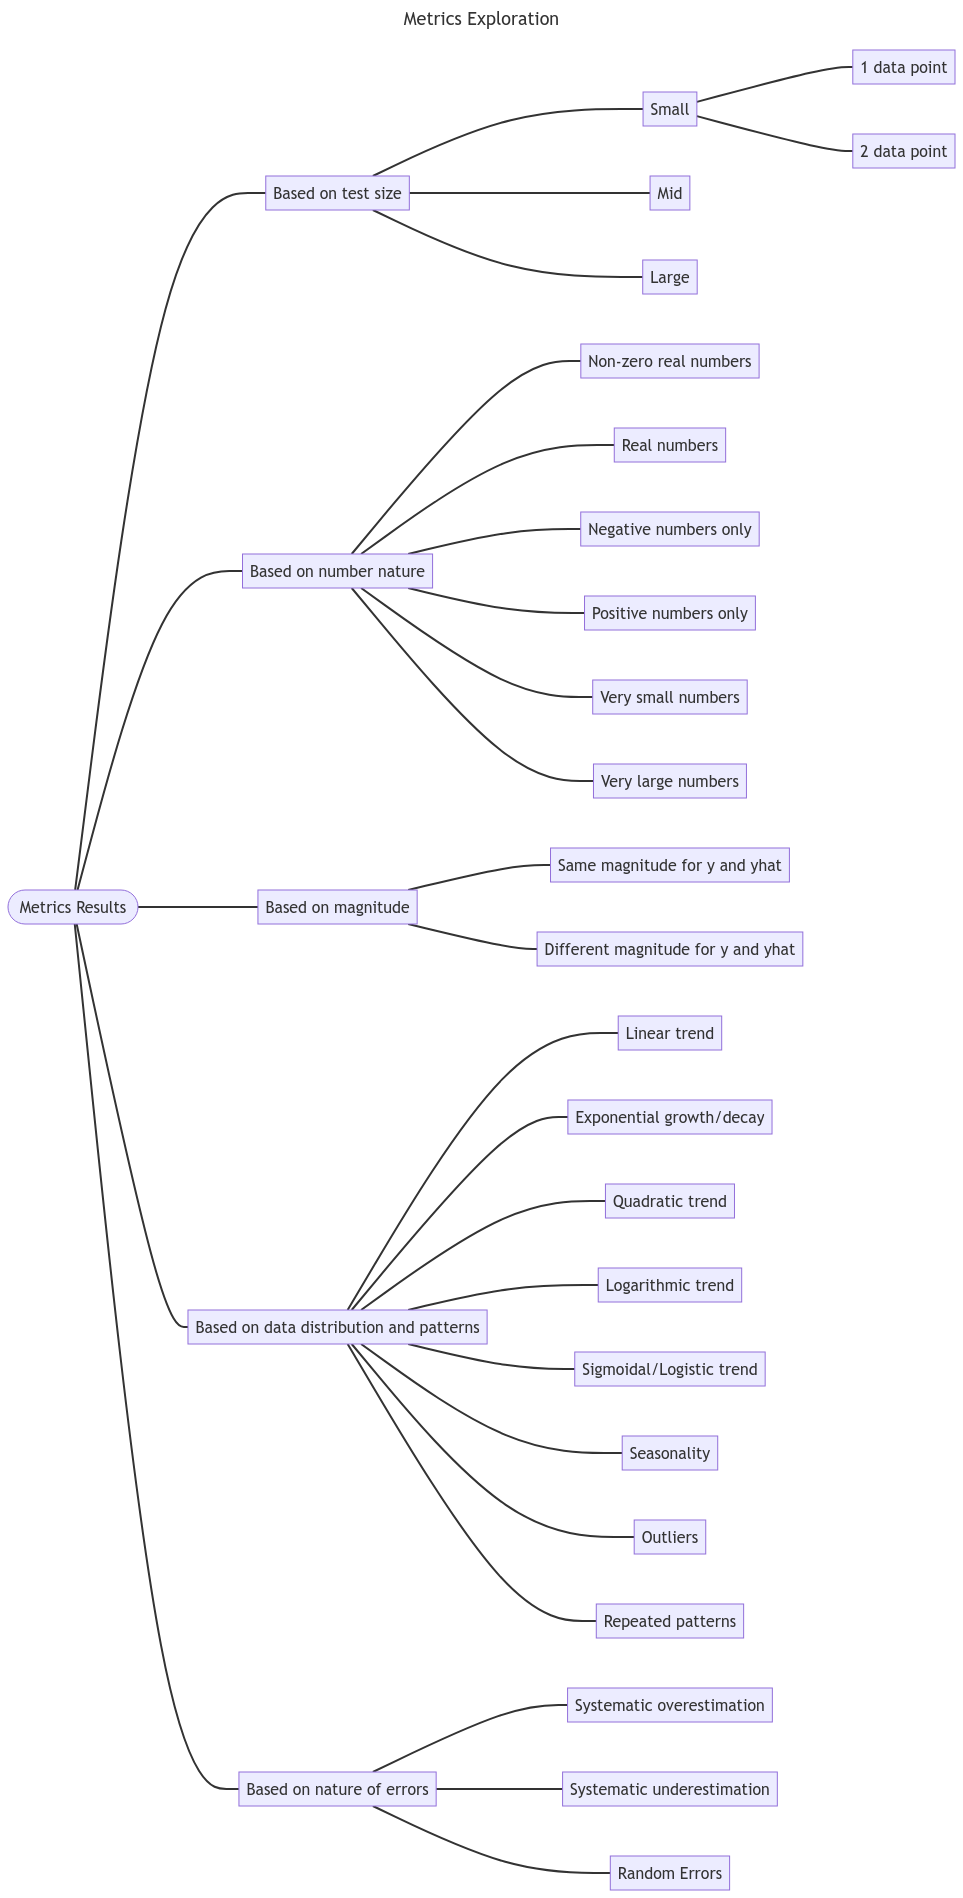 Metrics Exploration
1 data point
Small
2 data point
Based on test size
Mid
Large
Non-zero real numbers
Real numbers
Negative numbers only
Based on number nature
Positive numbers only
Very small numbers
Very large numbers
Same magnitude for y and yhat
Metrics Results
Based on magnitude
Different magnitude for y and yhat
Linear trend
Exponential growth/decay
Quadratic trend
Logarithmic trend
Based on data distribution and patterns
Sigmoidal/Logistic trend
Seasonality
Outliers
Repeated patterns
Systematic overestimation
Based on nature of errors
Systematic underestimation
Random Errors